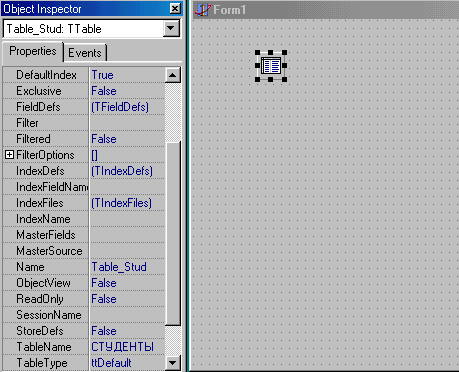 Object Inspector
Form1
Table_Stud: TTable
Properties Events
DefaultIndex True
Exclusive False
FieldDefs (TFieldDefs)
Filter
Filtered False
FilterOptions []
IndexDefs (TIndexDefs)
IndexFieldName
IndexFiles (TIndexFiles)
IndexName
MasterFields
MasterSource
Name Table_Stud
ObjectView False
ReadOnly False
SessionName
StoreDefs False
TableName СТУДЕНТЫ
TableType ttDefault